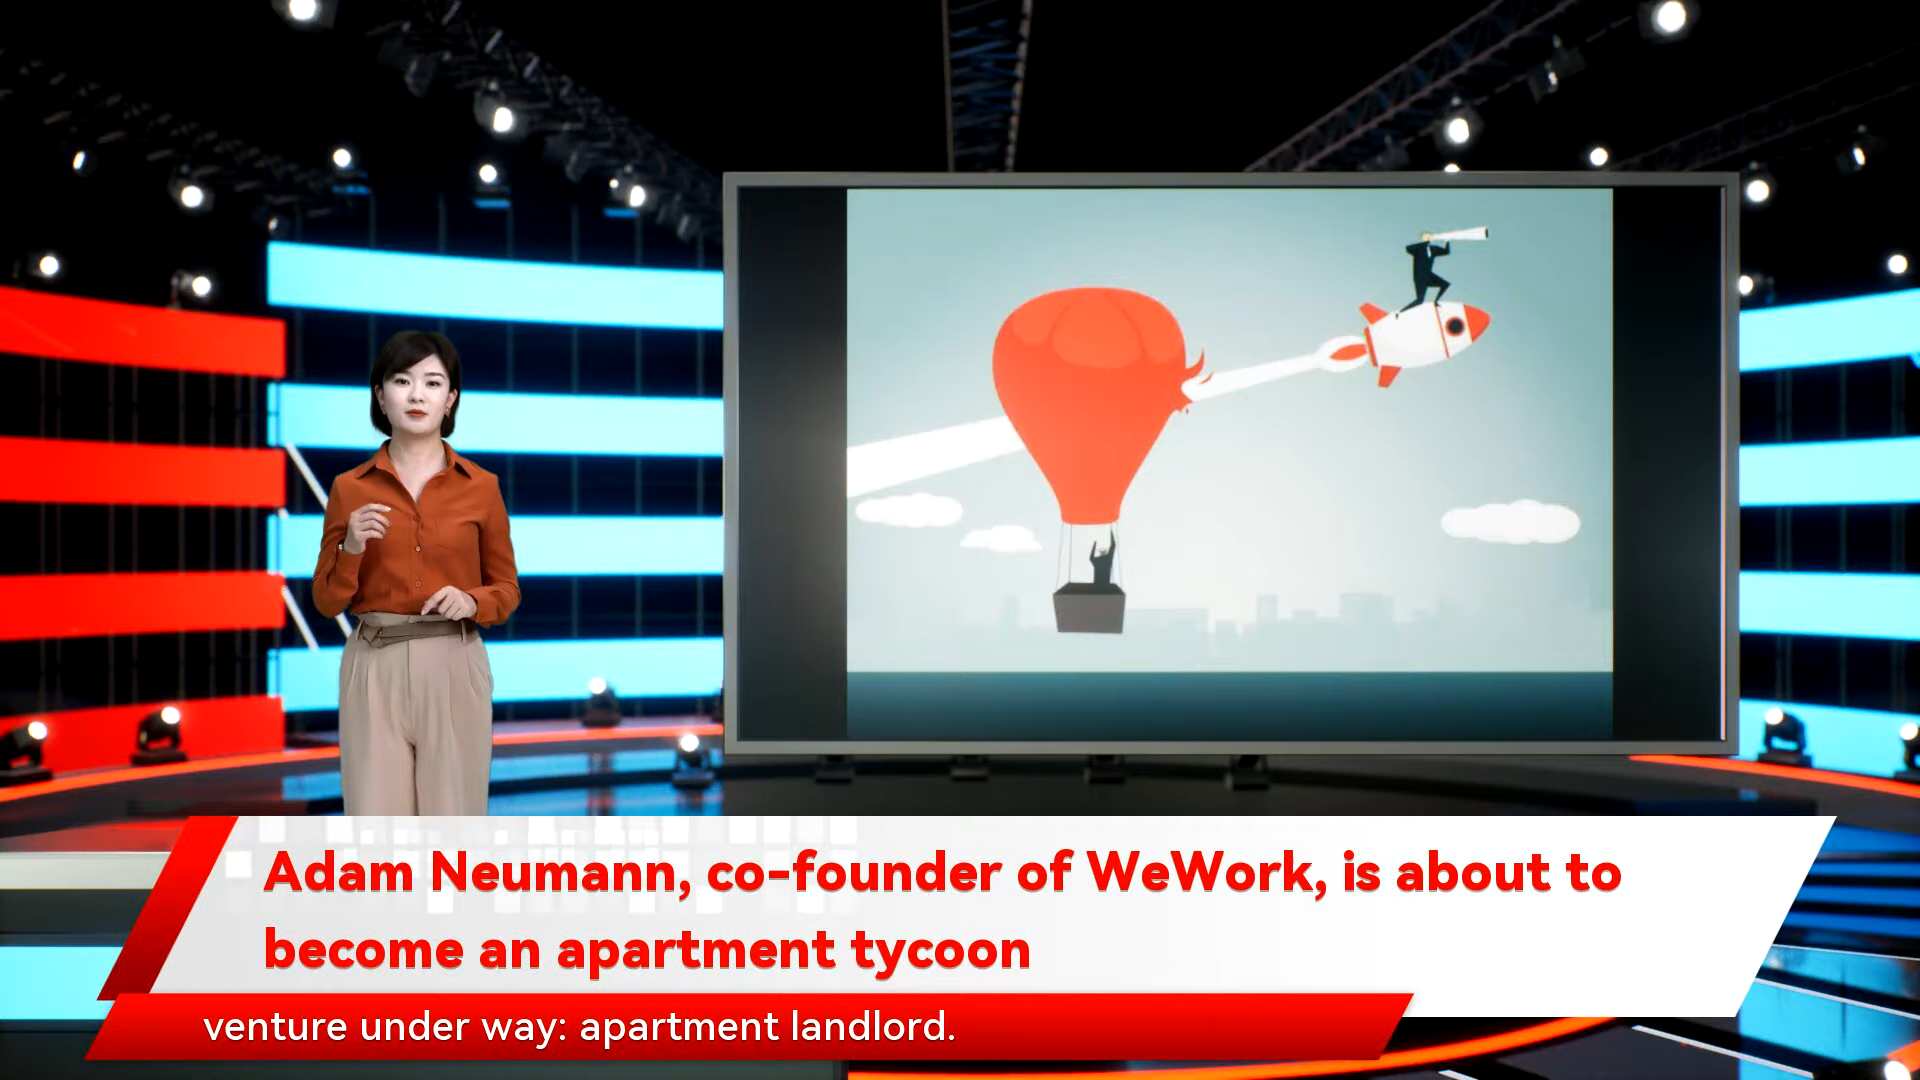 Adam Neumann, co-founder of WeWork, is about to
become an apartment tycoon
venture under way: apartment landlord.